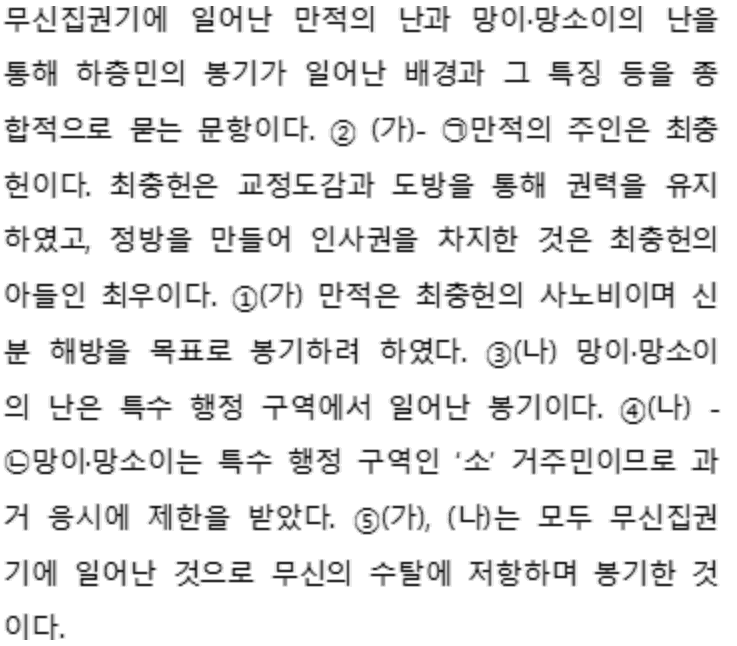 무신집권기에 일어난 만적의 난과 망이·망소이의 난을
통해 하층민의 봉기가 일어난 배경과 그 특징 등을 종
합적으로 묻는 문항이다. ② (가)- ㉠만적의 주인은 최충
헌이다. 최충헌은 교정도감과 도방을 통해 권력을 유지
하였고, 정방을 만들어 인사권을 차지한 것은 최충헌의
아들인 최우이다. ①(가) 만적은 최충헌의 사노비이며 신
분 해방을 목표로 봉기하려 하였다. ③(나) 망이·망소이
의 난은 특수 행정 구역에서 일어난 봉기이다. ④(나) -
㉡망이·망소이는 특수 행정 구역인 ‘소’ 거주민이므로 과
거 응시에 제한을 받았다. ⑤(가), (나)는 모두 무신집권
기에 일어난 것으로 무신의 수탈에 저항하며 봉기한 것
이다.